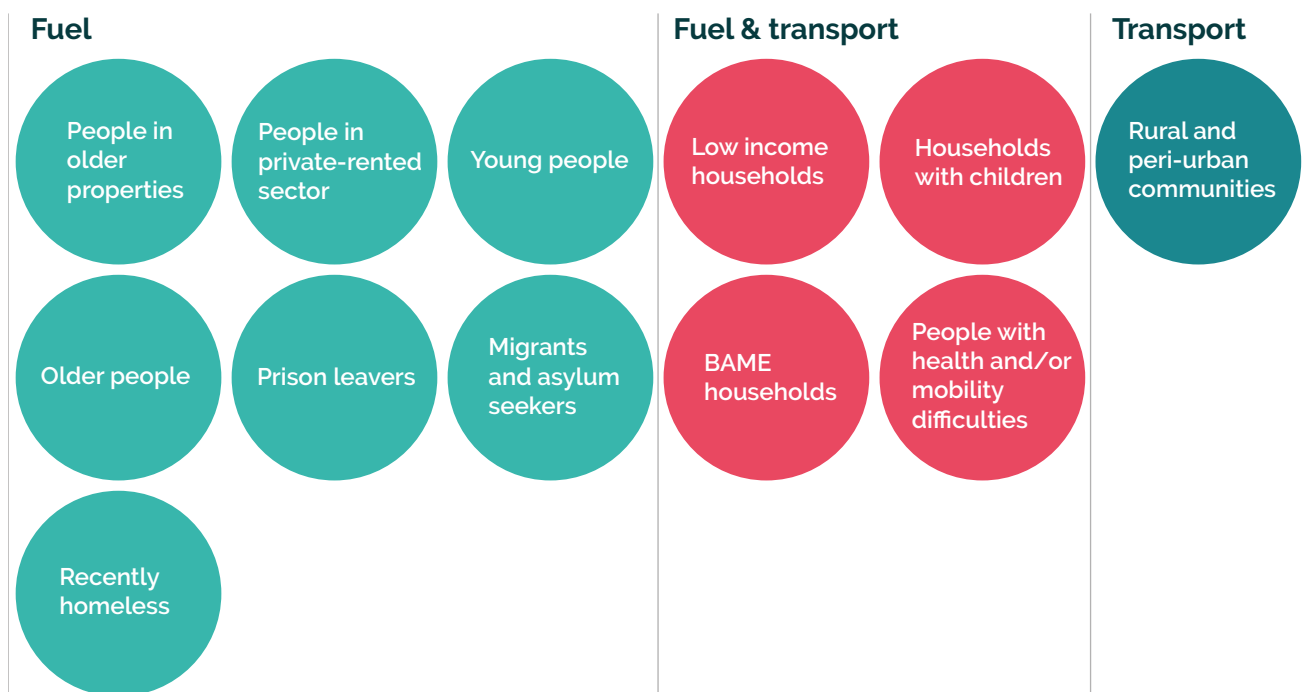 Fuel
People in
older
properties
People in
private-rented
sector
Young people
Older people
Prison leavers
Migrants
and asylum
seekers
Recently
homeless
Fuel & transport
Low income
households
Households
with children
BAME
households
People with
health and/or
mobility
difficulties
Transport
Rural and
peri-urban
communities